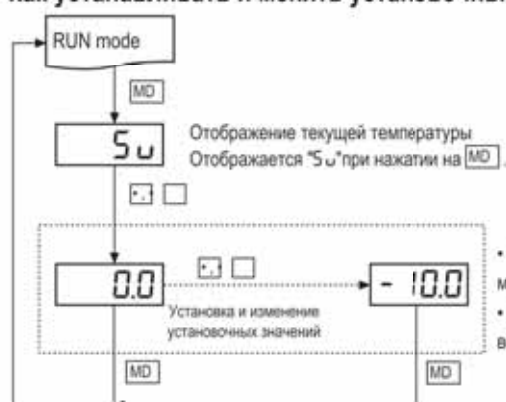 RUN mode
MD
Su
Отображение текущей температуры
Отображается "Su" при нажатии на MD.
0.0
- 10.0
Установка и изменение
установочных значений
MD
MD